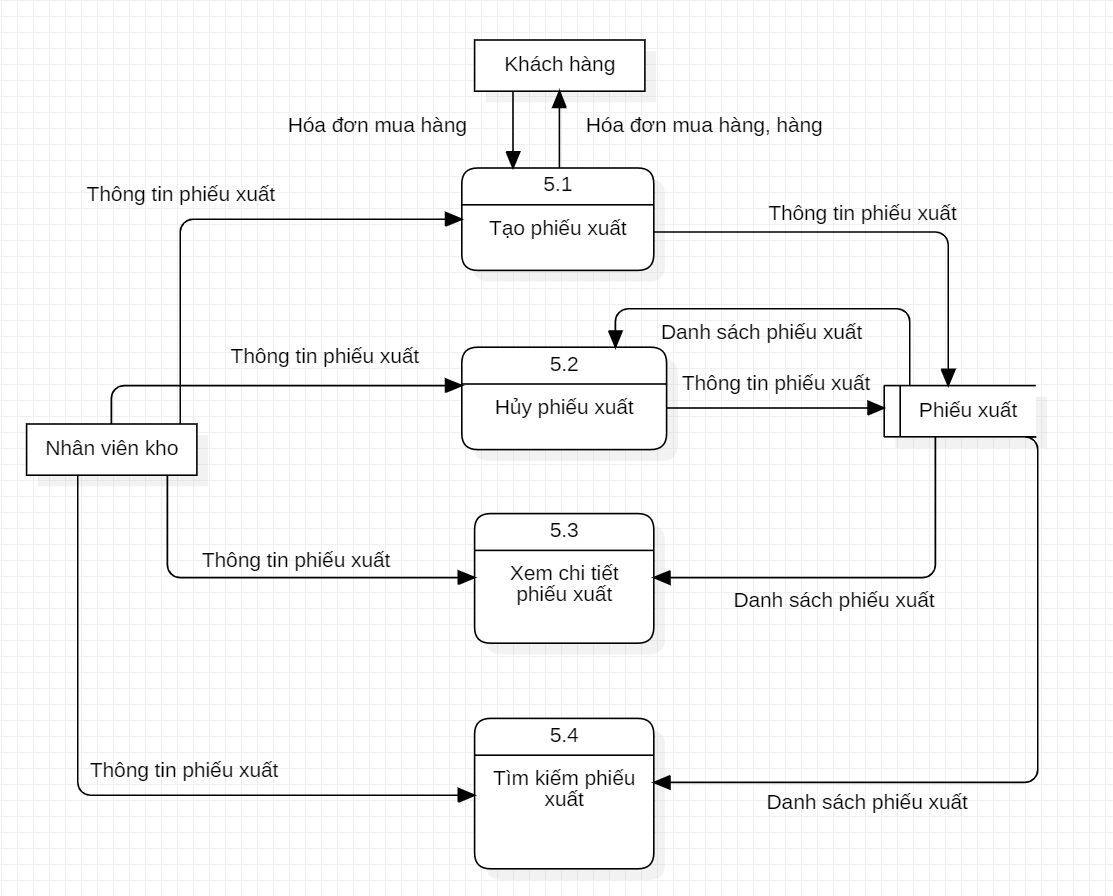 Khách hàng
Hóa đơn mua hàng
Hóa đơn mua hàng, hàng
5.1
Thông tin phiếu xuất
Thông tin phiếu xuất
Tạo phiếu xuất
Danh sách phiếu xuất
Thông tin phiếu xuất
5.2
Thông tin phiếu xuất
Hủy phiếu xuất
Phiếu xuất
Nhân viên kho
5.3
Thông tin phiếu xuất
Xem chi tiết
phiếu xuất
Danh sách phiếu xuất
5.4
Thông tin phiếu xuất
Tìm kiếm phiếu
xuất
Danh sách phiếu xuất